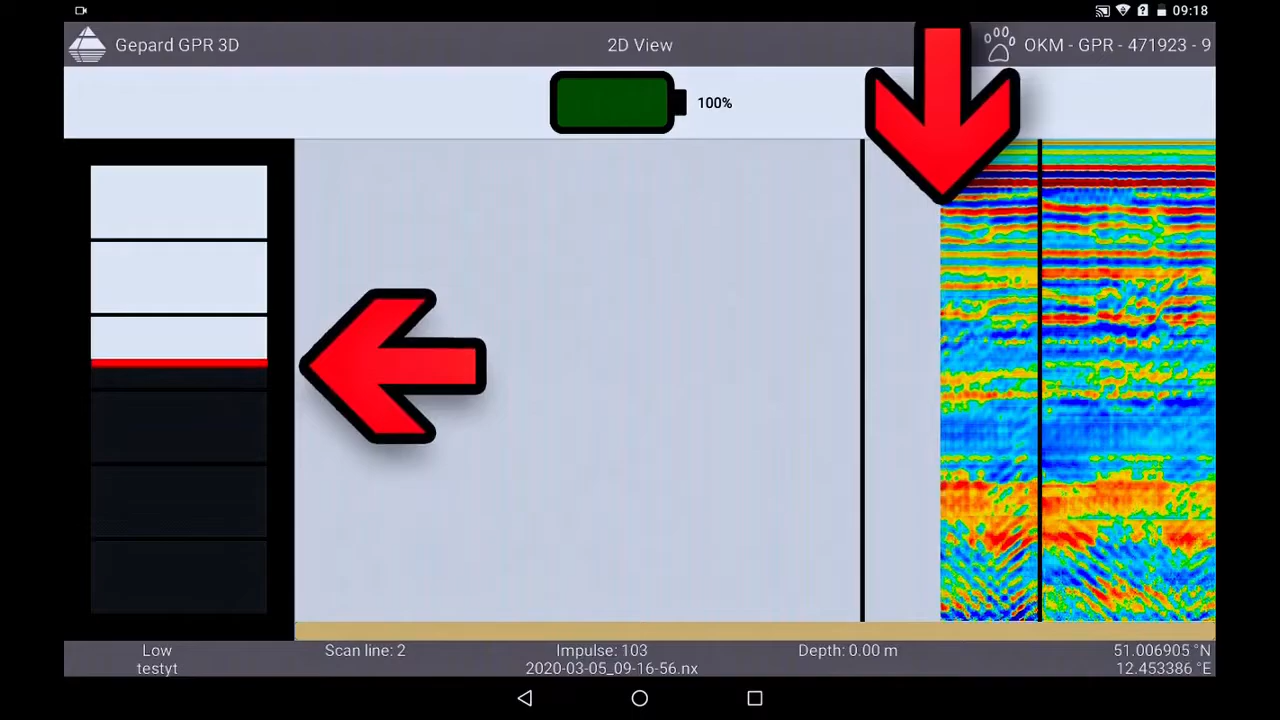 09:18
Gepard GPR 3D
2D View
OKM - GPR - 471923 - 9
100%
Low
testyt
Scan line: 2
Impulse: 103
2020-03-05_09-16-56.nx
Depth: 0.00 m
51.006905 °N
12.453386 °E